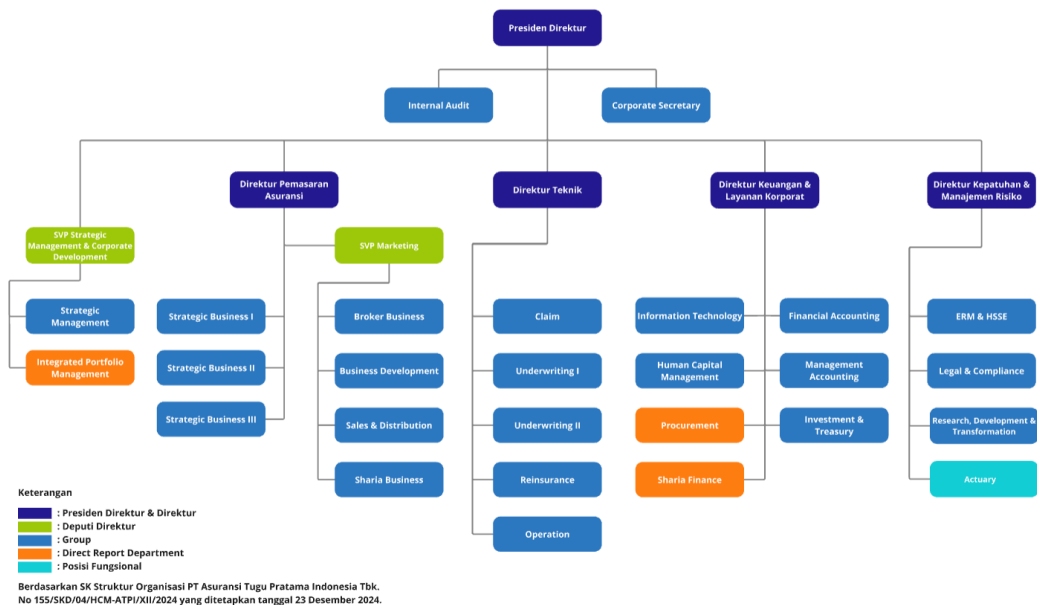 Presiden Direktur
Internal Audit
Corporate Secretary
Direktur Pemasaran
Asuransi
Direktur Teknik
Direktur Keuangan &
Layanan Korporat
Direktur Kepatuhan &
Manajemen Risiko
SVP Strategic
Management & Corporate
Development
SVP Marketing
Strategic
Management
Strategic Business I
Broker Business
Claim
Information Technology
Financial Accounting
ERM & HSSE
Integrated Portfolio
Management
Strategic Business II
Business Development
Underwriting I
Human Capital
Management
Management
Accounting
Legal & Compliance
Strategic Business III
Sales & Distribution
Underwriting II
Procurement
Investment &
Treasury
Research, Development &
Transformation
Sharia Business
Reinsurance
Sharia Finance
Actuary
Operation
Keterangan
: Presiden Direktur & Direktur
: Deputi Direktur
: Group
: Direct Report Department
: Posisi Fungsional
Berdasarkan SK Struktur Organisasi PT Asuransi Tugu Pratama Indonesia Tbk.
No 155/SKD/04/HCM-ATPI/XII/2024 yang ditetapkan tanggal 23 Desember 2024.